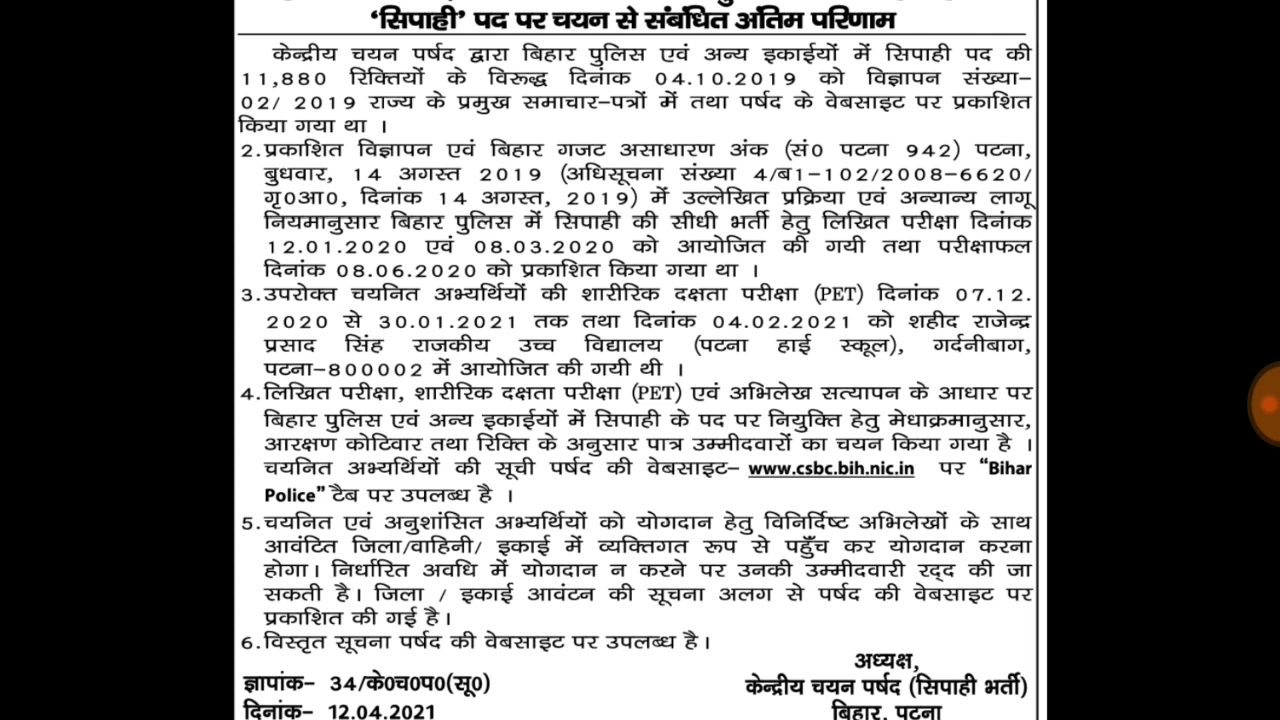 'सिपाही' पद पर चयन से संबंधित अंतिम परिणाम
केन्द्रीय चयन पर्षद द्वारा बिहार पुलिस एवं अन्य इकाईयों में सिपाही पद की
11,880 रिक्तियों के विरूद्ध दिनांक 04.10.2019 को विज्ञापन संख्या–
02/ 2019 राज्य के प्रमुख समाचार–पत्रों में तथा पर्षद के वेबसाइट पर प्रकाशित
किया गया था ।
2. प्रकाशित विज्ञापन एवं बिहार गजट असाधारण अंक (सं0 पटना 942) पटना,
बुधवार, 14 अगस्त 2019 (अधिसूचना संख्या 4/ब1–102/2008–6620/
गृ0आ0, दिनांक 14 अगस्त, 2019) में उल्लेखित प्रक्रिया एवं अन्यान्य लागू
नियमानुसार बिहार पुलिस में सिपाही की सीधी भर्ती हेतु लिखित परीक्षा दिनांक
12.01.2020 एवं 08.03.2020 को आयोजित की गयी तथा परीक्षाफल
दिनांक 08.06.2020 को प्रकाशित किया गया था ।
3. उपरोक्त चयनित अभ्यर्थियों की शारीरिक दक्षता परीक्षा (PET) दिनांक 07.12.
2020 से 30.01.2021 तक तथा दिनांक 04.02.2021 को शहीद राजेन्द्र
प्रसाद सिंह राजकीय उच्च विद्यालय (पटना हाई स्कूल), गर्दनीबाग,
पटना–800002 में आयोजित की गयी थी ।
4. लिखित परीक्षा, शारीरिक दक्षता परीक्षा (PET) एवं अभिलेख सत्यापन के आधार पर
बिहार पुलिस एवं अन्य इकाईयों में सिपाही के पद पर नियुक्ति हेतु मेधाक्रमानुसार,
आरक्षण कोटिवार तथा रिक्ति के अनुसार पात्र उम्मीदवारों का चयन किया गया है ।
चयनित अभ्यर्थियों की सूची पर्षद की वेबसाइट– www.csbc.bih.nic.in पर "Bihar
Police" टैब पर उपलब्ध है ।
5. चयनित एवं अनुशांसित अभ्यर्थियों को योगदान हेतु विनिर्दिष्ट अभिलेखों के साथ
आवंटित जिला/वाहिनी/ इकाई में व्यक्तिगत रूप से पहुँच कर योगदान करना
होगा। निर्धारित अवधि में योगदान न करने पर उनकी उम्मीदवारी रद्द की जा
सकती है। जिला / इकाई आवंटन की सूचना अलग से पर्षद की वेबसाइट पर
प्रकाशित की गई है।
6. विस्तृत सूचना पर्षद की वेबसाइट पर उपलब्ध है।
अध्यक्ष,
ज्ञापांक– 34/के0च0प0(सू0)
केन्द्रीय चयन पर्षद (सिपाही भर्ती)
दिनांक– 12.04.2021
बिहार, पटना